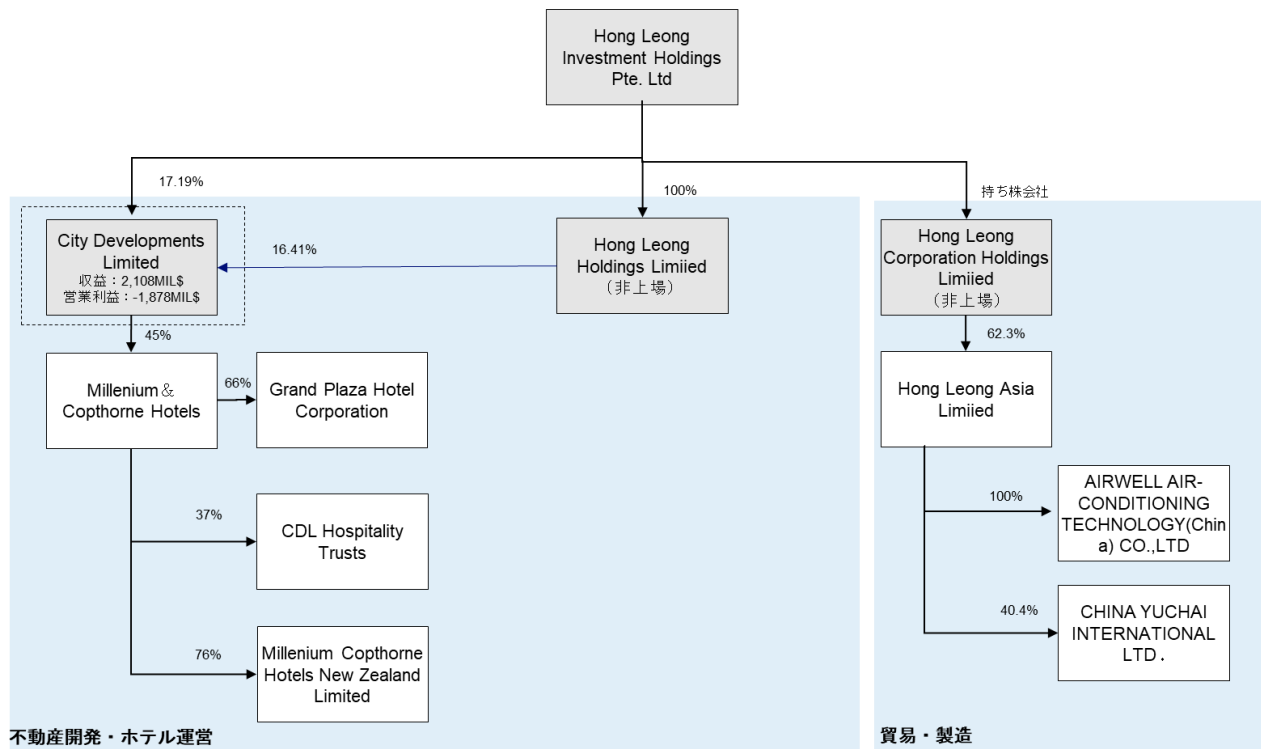 Hong Leong
Investment Holdings
Pte. Ltd
17.19%
100%
持ち株会社
City Developments
Limited
収益：2,108MIL$
営業利益：-1,878MIL$
16.41%
Hong Leong
Holdings Limiied
（非上場）
Hong Leong
Corporation Holdings
Limiied
（非上場）
45%
62.3%
Millenium＆
Copthorne Hotels
66%
Grand Plaza Hotel
Corporation
Hong Leong Asia
Limiied
37%
CDL Hospitality
Trusts
100%
AIRWELL AIR-
CONDITIONING
TECHNOLOGY(Chin
a) CO.,LTD
76%
Millenium Copthorne
Hotels New Zealand
Limited
40.4%
CHINA YUCHAI
INTERNATIONAL
LTD．
不動産開発・ホテル運営
貿易・製造